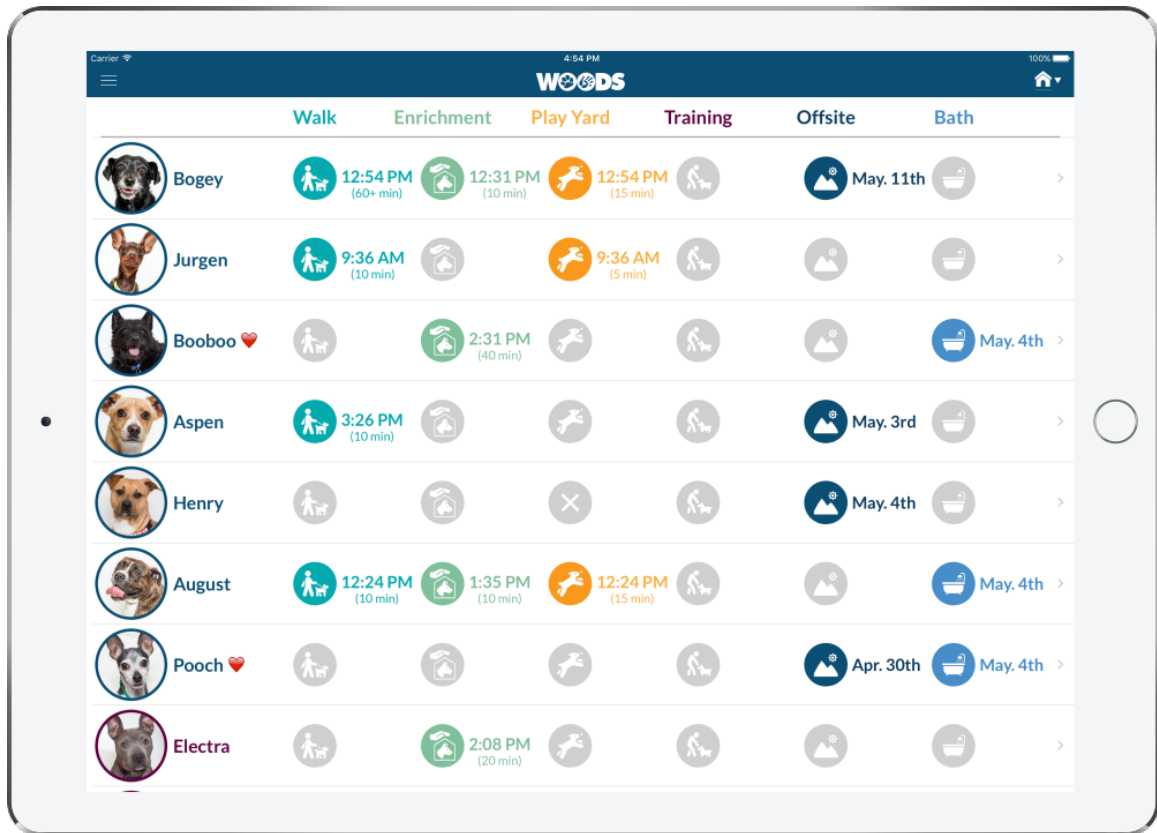 Carrier 4:54 PM 100%
WOODS
Walk Enrichment Play Yard Training Offsite Bath
Bogey 12:54 PM (60+ min) 12:31 PM (10 min) 12:54 PM (15 min) May. 11th
Jurgen 9:36 AM (10 min) 9:36 AM (5 min)
Booboo ❤️ 2:31 PM (40 min) May. 4th
Aspen 3:26 PM (10 min) May. 3rd
Henry May. 4th
August 12:24 PM (10 min) 1:35 PM (10 min) 12:24 PM (15 min) May. 4th
Pooch ❤️ Apr. 30th May. 4th
Electra 2:08 PM (20 min)